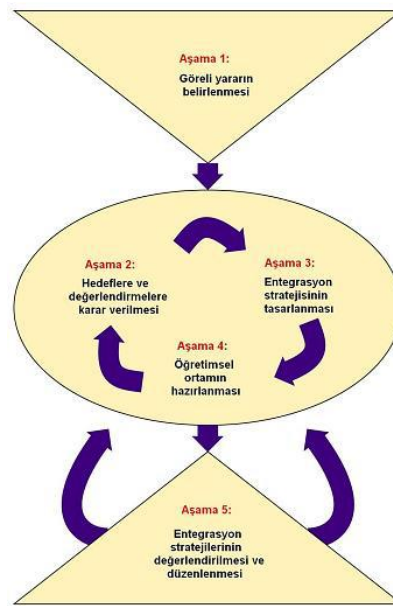 Aşama 1:
Göreli yararın
belirlenmesi
Aşama 2:
Hedeflere ve
değerlendirmelere
karar verilmesi
Aşama 3:
Entegrasyon
stratejisinin
tasarlanması
Aşama 4:
Öğretimsel
ortamın
hazırlanması
Aşama 5:
Entegrasyon
stratejilerinin
değerlendirilmesi ve
düzenlenmesi